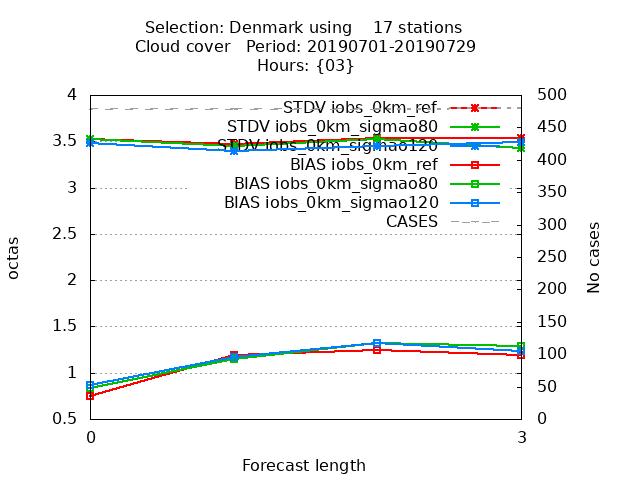 Selection: Denmark using    17 stations
Cloud cover   Period: 20190701-20190729
Hours: {03}
4
3.5
3
2.5
2
1.5
1
0.5
octas
STDV iobs_0km_ref
STDV iobs_0km_sigmao80
STDV iobs_0km_sigmao120
BIAS iobs_0km_ref
BIAS iobs_0km_sigmao80
BIAS iobs_0km_sigmao120
CASES
500
450
400
350
300
250
200
150
100
50
0
No cases
0
3
Forecast length